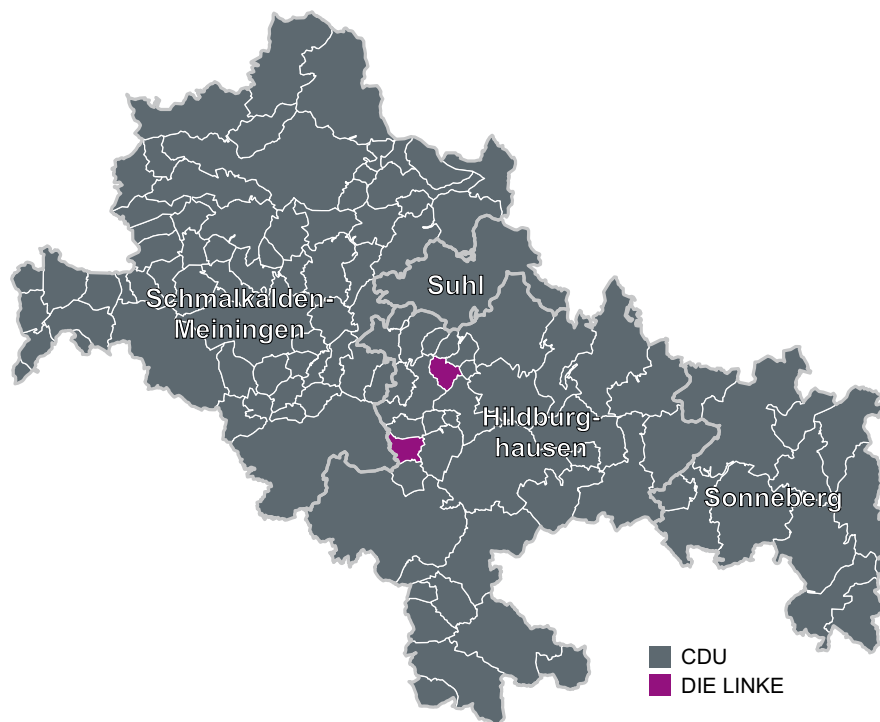 Schmalkalden-
Meiningen
Suhl
Hildburg-
hausen
Sonneberg
CDU
DIE LINKE